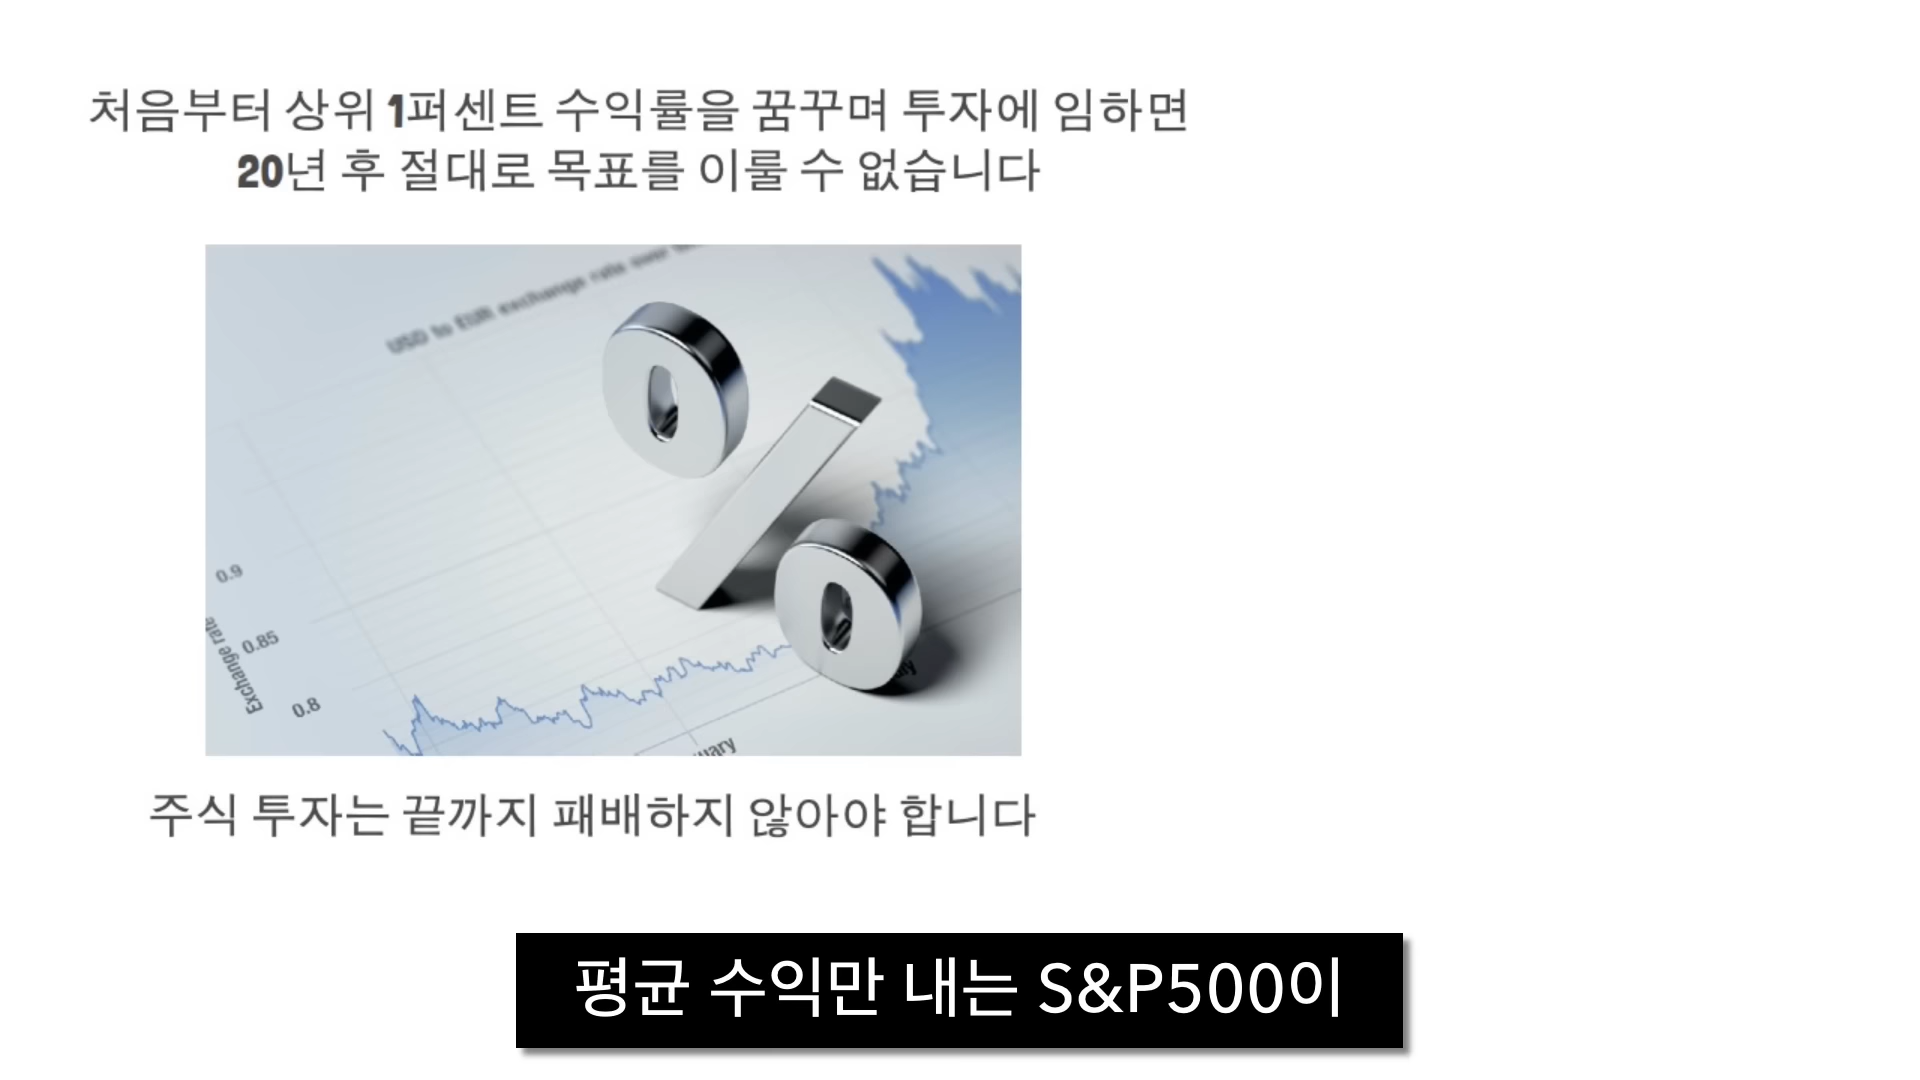 처음부터 상위 1퍼센트 수익률을 꿈꾸며 투자에 임하면
20년 후 절대로 목표를 이룰 수 없습니다
USD to EUR exchange rate over
0.9
0.85
0.8
Exchange rate
주식 투자는 끝까지 패배하지 않아야 합니다
평균 수익만 내는 S&P500이